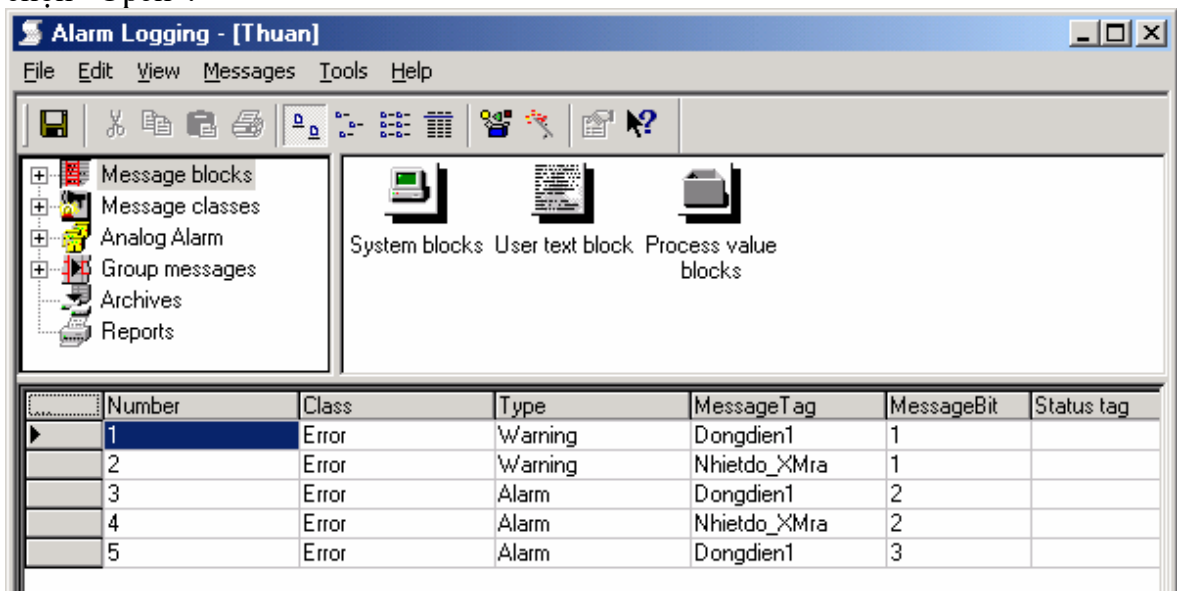 Alarm Logging - [Thuan]
File Edit View Messages Tools Help
Message blocks
Message classes
Analog Alarm
Group messages
Archives
Reports
System blocks User text block Process value
blocks
... Number Class Type MessageTag MessageBit Status tag
1 Error Warning Dongdien1 1
2 Error Warning Nhietdo_XMra 1
3 Error Alarm Dongdien1 2
4 Error Alarm Nhietdo_XMra 2
5 Error Alarm Dongdien1 3